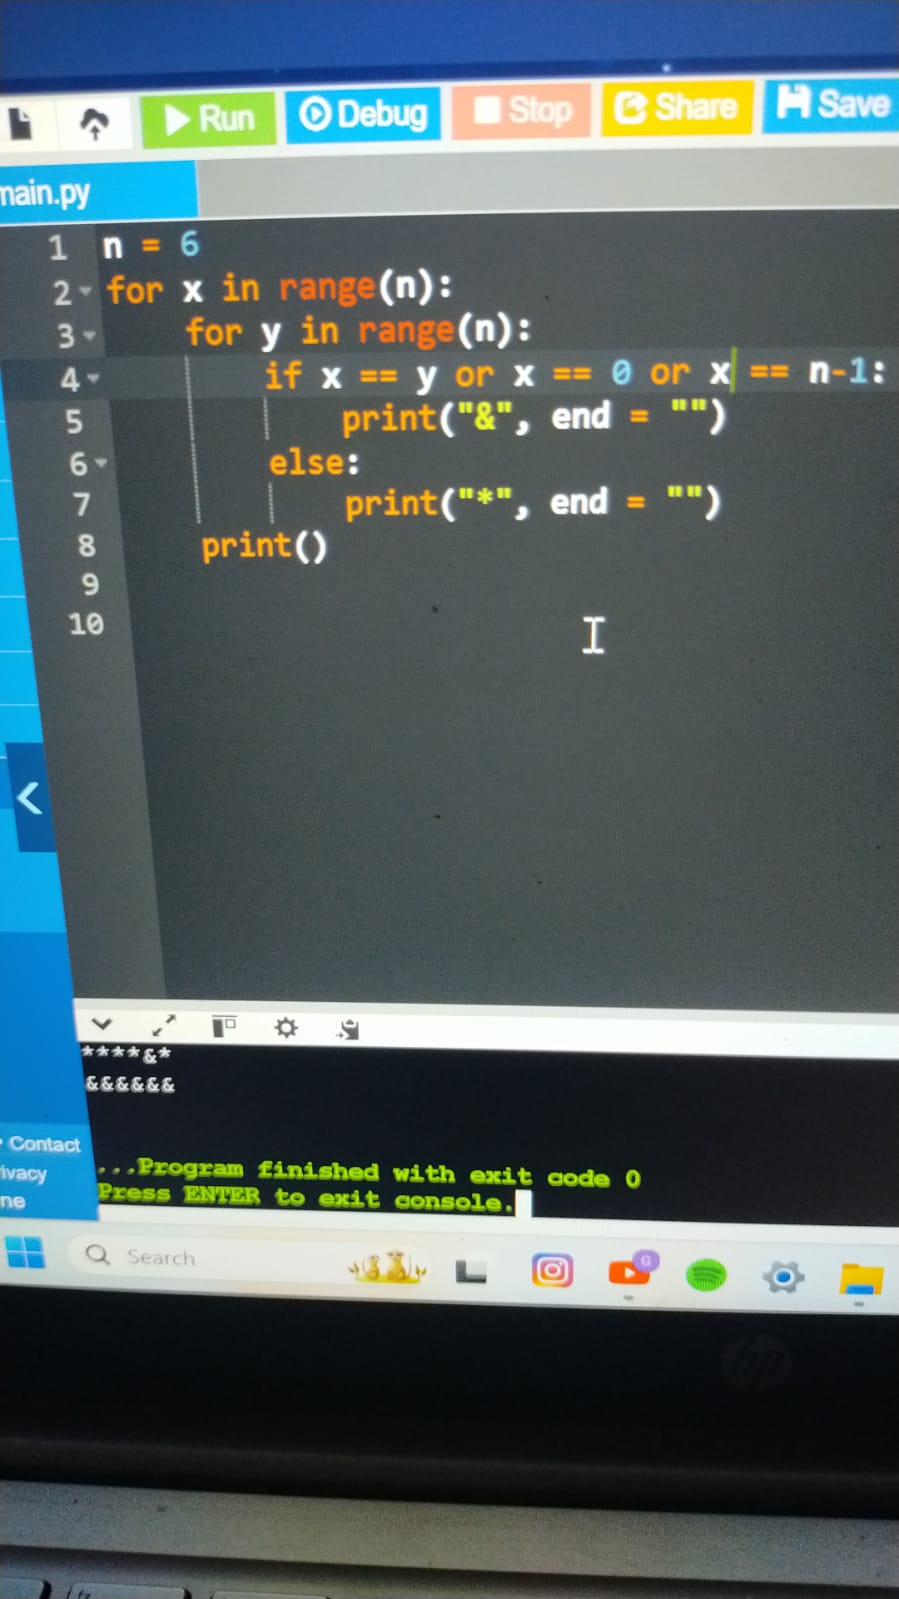 Run Debug Stop Share Save
main.py
1 n = 6
2 for x in range(n):
3 for y in range(n):
4 if x == y or x == 0 or x == n-1:
5 print("&", end = "")
6 else:
7 print("*", end = "")
8 print()
9
10
****&*
&&&&&&
Contact
ivacy
ne
...Program finished with exit code 0
Press ENTER to exit console.
Search
G
hp